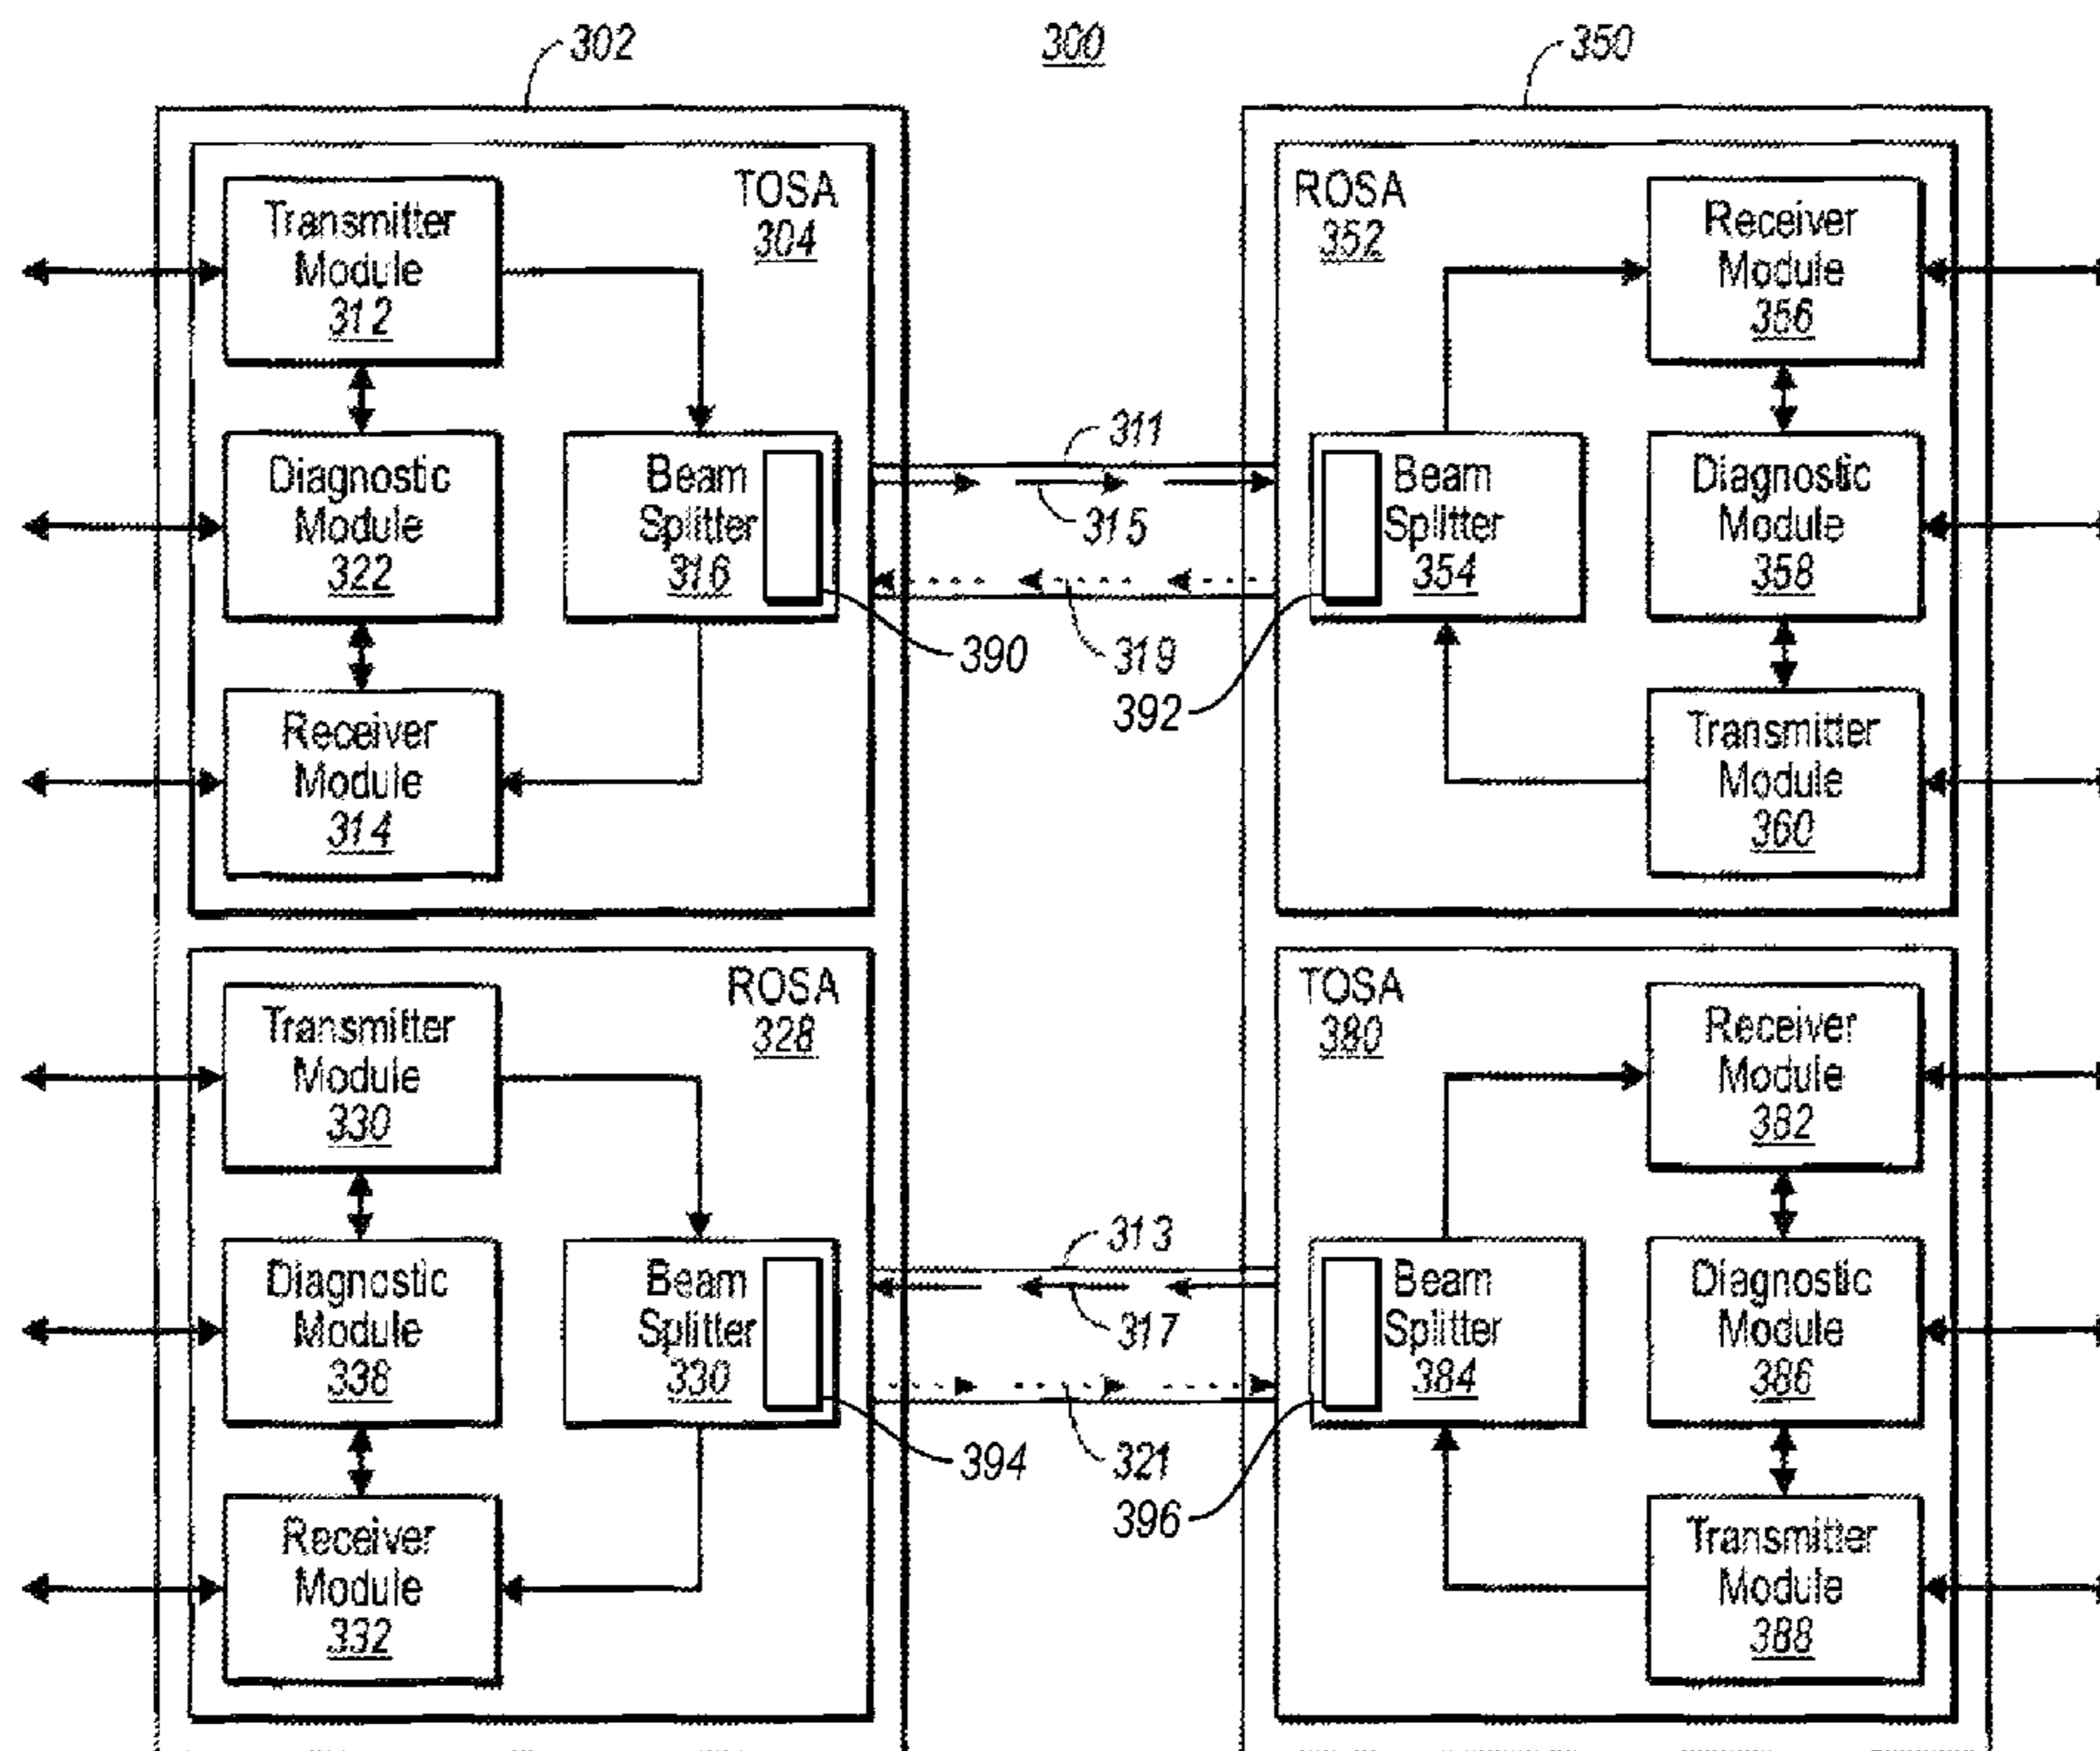 302
300
350
TOSA
304
Transmitter
Module
312
Diagnostic
Module
322
Receiver
Module
314
Beam
Splitter
316
390
311
315
319
392
ROSA
352
Receiver
Module
356
Beam
Splitter
354
Diagnostic
Module
358
Transmitter
Module
360
ROSA
328
Transmitter
Module
330
Diagnostic
Module
338
Receiver
Module
332
Beam
Splitter
330
394
313
317
321
396
TOSA
380
Receiver
Module
382
Beam
Splitter
384
Diagnostic
Module
386
Transmitter
Module
388